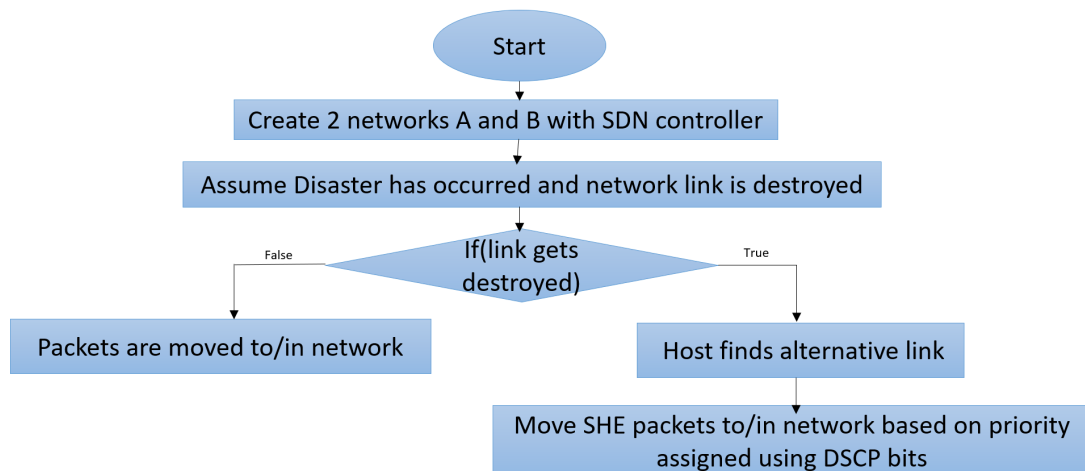 Start
Create 2 networks A and B with SDN controller
Assume Disaster has occurred and network link is destroyed
If(link gets
destroyed)
False
True
Packets are moved to/in network
Host finds alternative link
Move SHE packets to/in network based on priority
assigned using DSCP bits